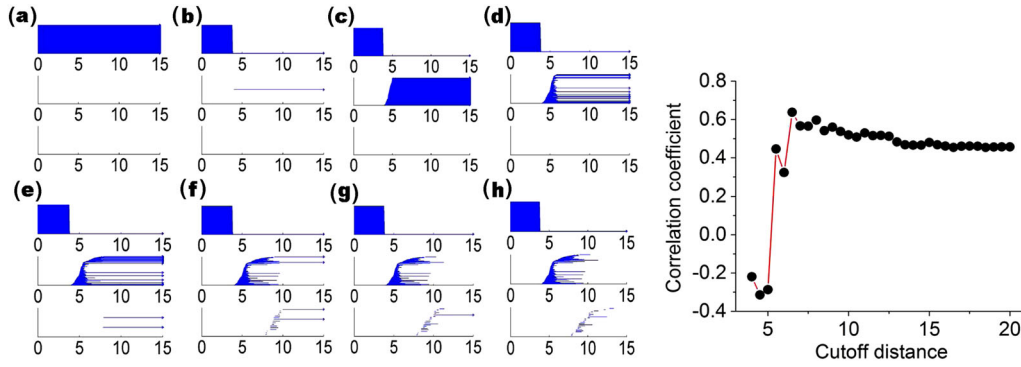 (a) (b) (c) (d)
0 5 10 15 0 5 10 15 0 5 10 15 0 5 10 15
0 5 10 15 0 5 10 15 0 5 10 15 0 5 10 15
0 5 10 15 0 5 10 15 0 5 10 15 0 5 10 15
(e) (f) (g) (h)
0 5 10 15 0 5 10 15 0 5 10 15 0 5 10 15
0 5 10 15 0 5 10 15 0 5 10 15 0 5 10 15
0 5 10 15 0 5 10 15 0 5 10 15 0 5 10 15
Correlation coefficient
0.8
0.6
0.4
0.2
0.0
-0.2
-0.4
5 10 15 20
Cutoff distance